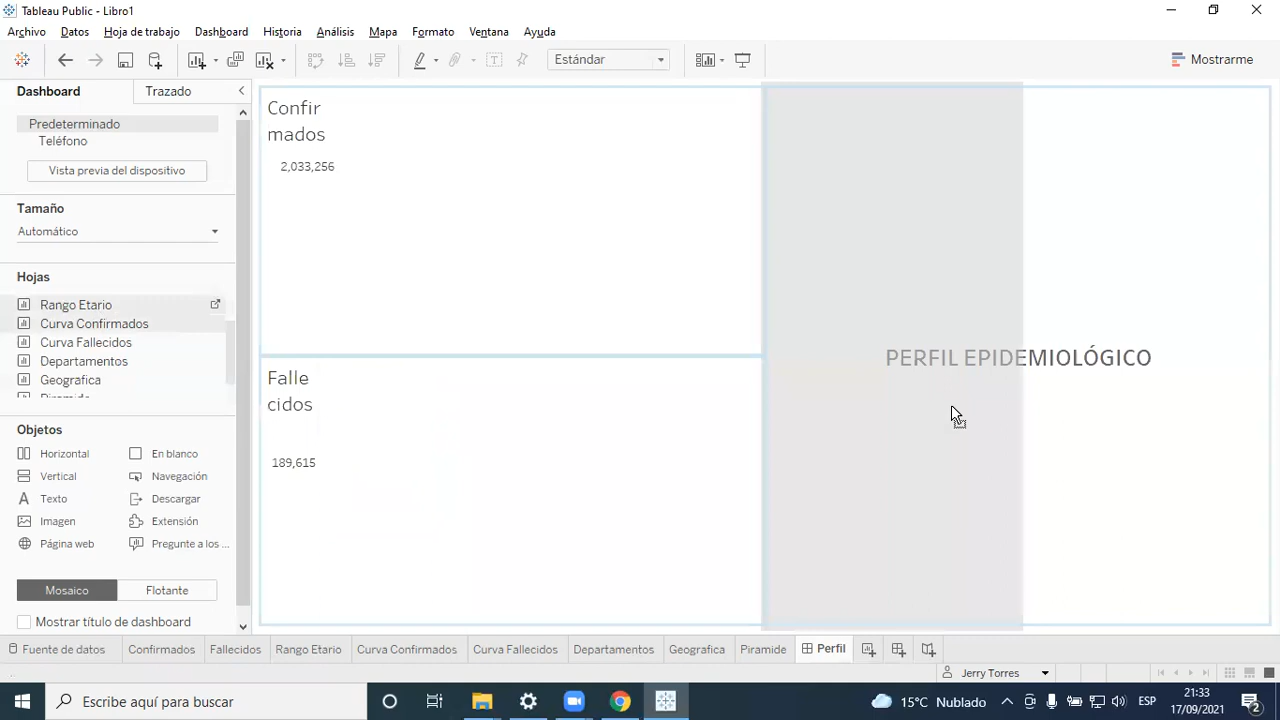 Tableau Public - Libro1
Archivo Datos Hoja de trabajo Dashboard Historia Análisis Mapa Formato Ventana Ayuda
Estándar
Mostrarme
Dashboard Trazado
Predeterminado
Teléfono
Vista previa del dispositivo
Tamaño
Automático
Hojas
Rango Etario
Curva Confirmados
Curva Fallecidos
Departamentos
Geografica
Piramide
Objetos
Horizontal En blanco
Vertical Navegación
Texto Descargar
Imagen Extensión
Página web Pregunte a los ...
Mosaico Flotante
Mostrar título de dashboard
Confir
mados
2,033,256
Falle
cidos
189,615
PERFIL EPIDEMIOLÓGICO
Fuente de datos Confirmados Fallecidos Rango Etario Curva Confirmados Curva Fallecidos Departamentos Geografica Piramide Perfil
Jerry Torres
Escribe aquí para buscar
15°C Nublado
ESP
21:33
17/09/2021
2